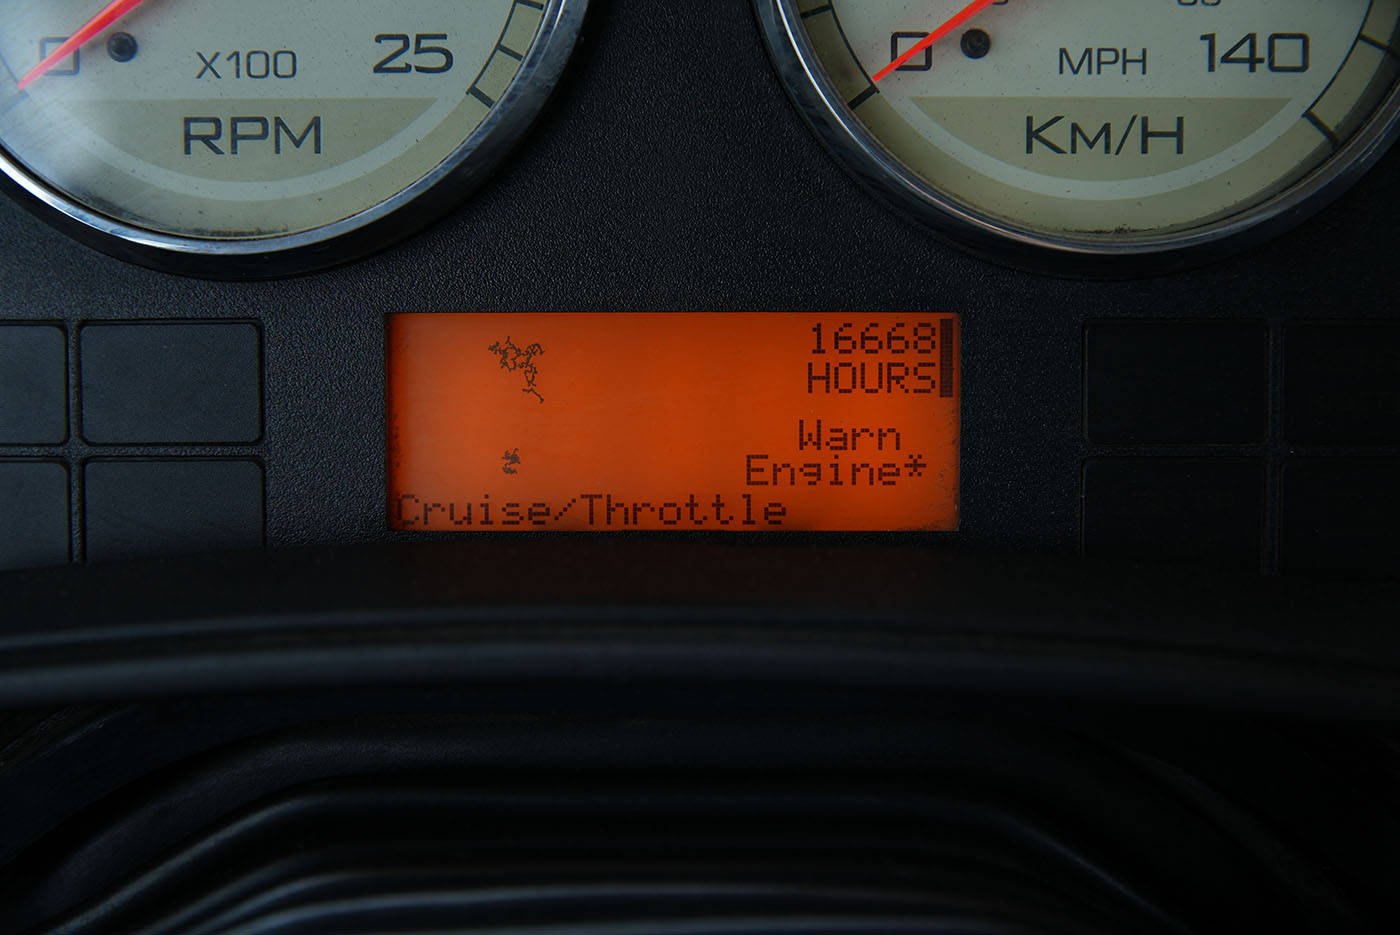 0 X100 25
RPM
0 MPH 140
KM/H
16668
HOURS
Warn
Engine*
Cruise/Throttle